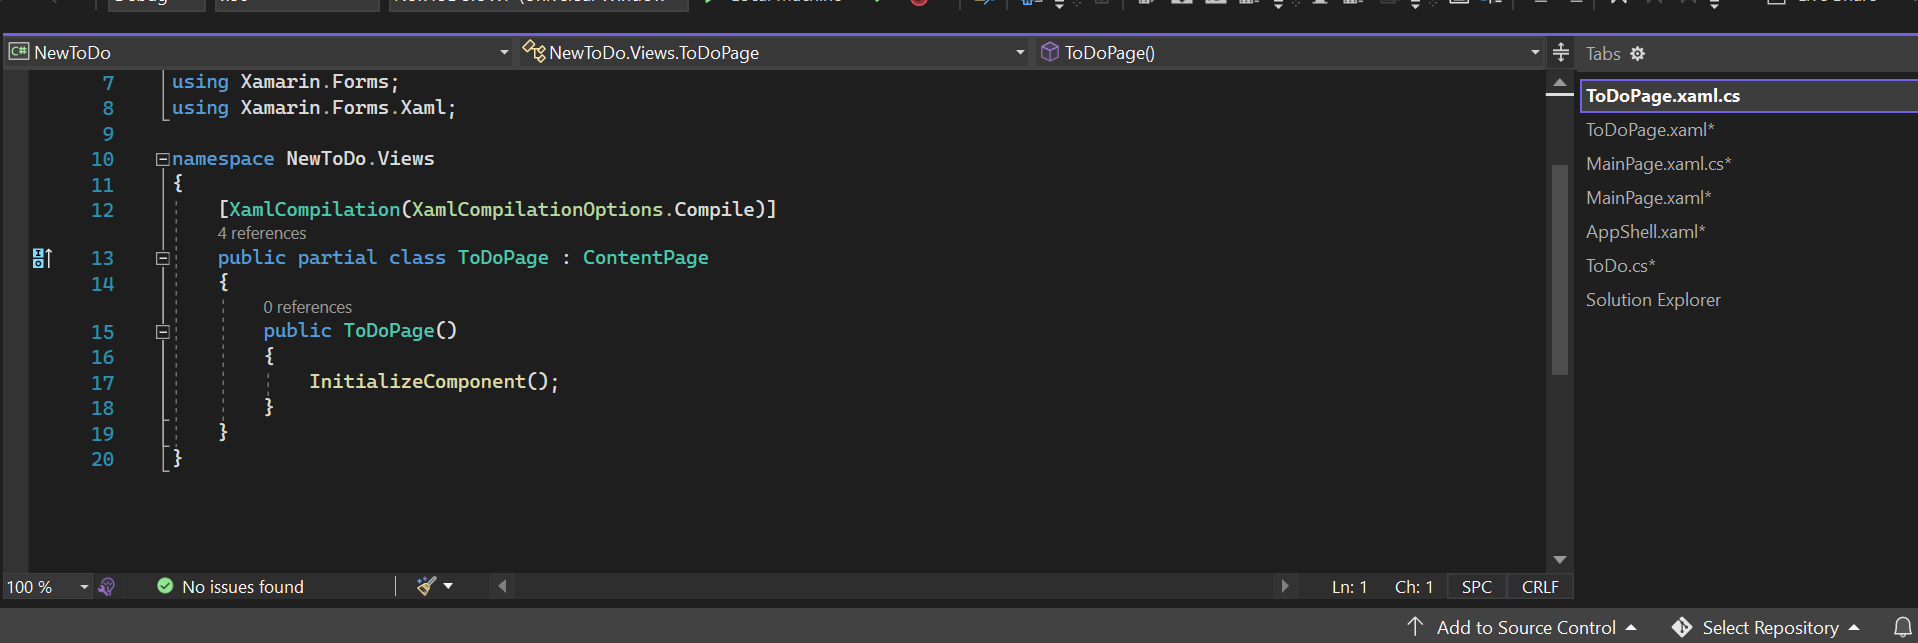 C# NewToDo NewToDo.Views.ToDoPage ToDoPage() Tabs
7 using Xamarin.Forms;
8 using Xamarin.Forms.Xaml;
9
10 namespace NewToDo.Views
11 {
12 [XamlCompilation(XamlCompilationOptions.Compile)]
4 references
13 public partial class ToDoPage : ContentPage
14 {
0 references
15 public ToDoPage()
16 {
17 InitializeComponent();
18 }
19 }
20 }
ToDoPage.xaml.cs
ToDoPage.xaml*
MainPage.xaml.cs*
MainPage.xaml*
AppShell.xaml*
ToDo.cs*
Solution Explorer
100 % No issues found Ln: 1 Ch: 1 SPC CRLF
Add to Source Control Select Repository